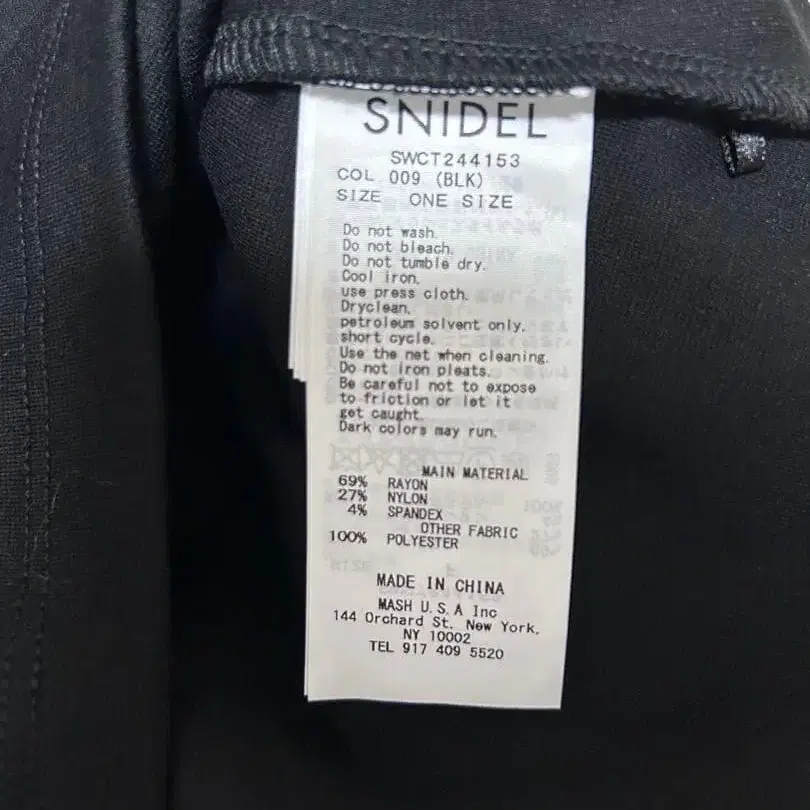 SNIDEL
SWCT244153
COL 009 (BLK)
SIZE ONE SIZE
Do not wash.
Do not bleach.
Do not tumble dry.
Cool iron.
use press cloth.
Dryclean,
petroleum solvent only.
short cycle.
Use the net when cleaning.
Do not iron pleats.
Be careful not to expose
to friction or let it
get caught.
Dark colors may run.
MAIN MATERIAL
69% RAYON
27% NYLON
4% SPANDEX
OTHER FABRIC
100% POLYESTER
MADE IN CHINA
MASH U.S.A Inc
144 Orchard St. New York,
NY 10002
TEL 917 409 5520